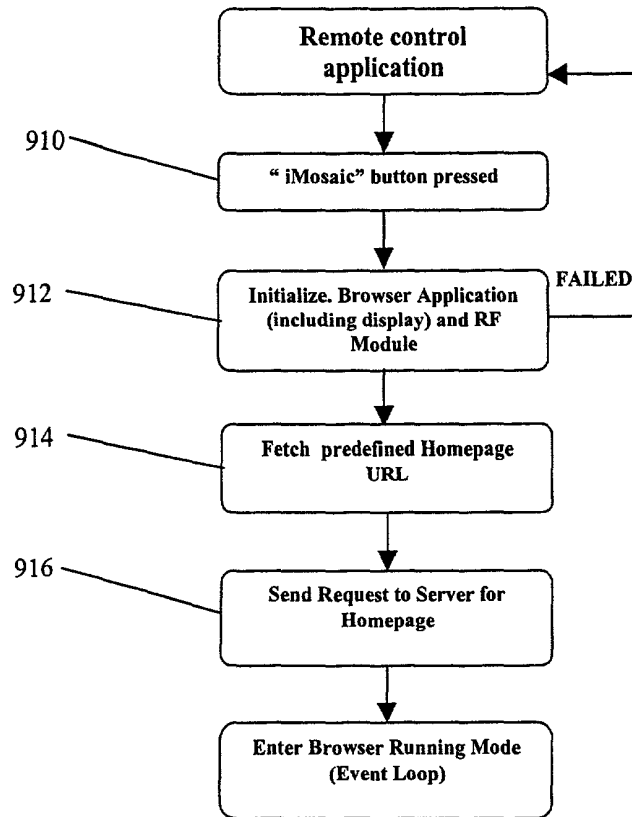 Remote control
application
910
“ iMosaic” button pressed
912
Initialize. Browser Application
(including display) and RF
Module
FAILED
914
Fetch predefined Homepage
URL
916
Send Request to Server for
Homepage
Enter Browser Running Mode
(Event Loop)